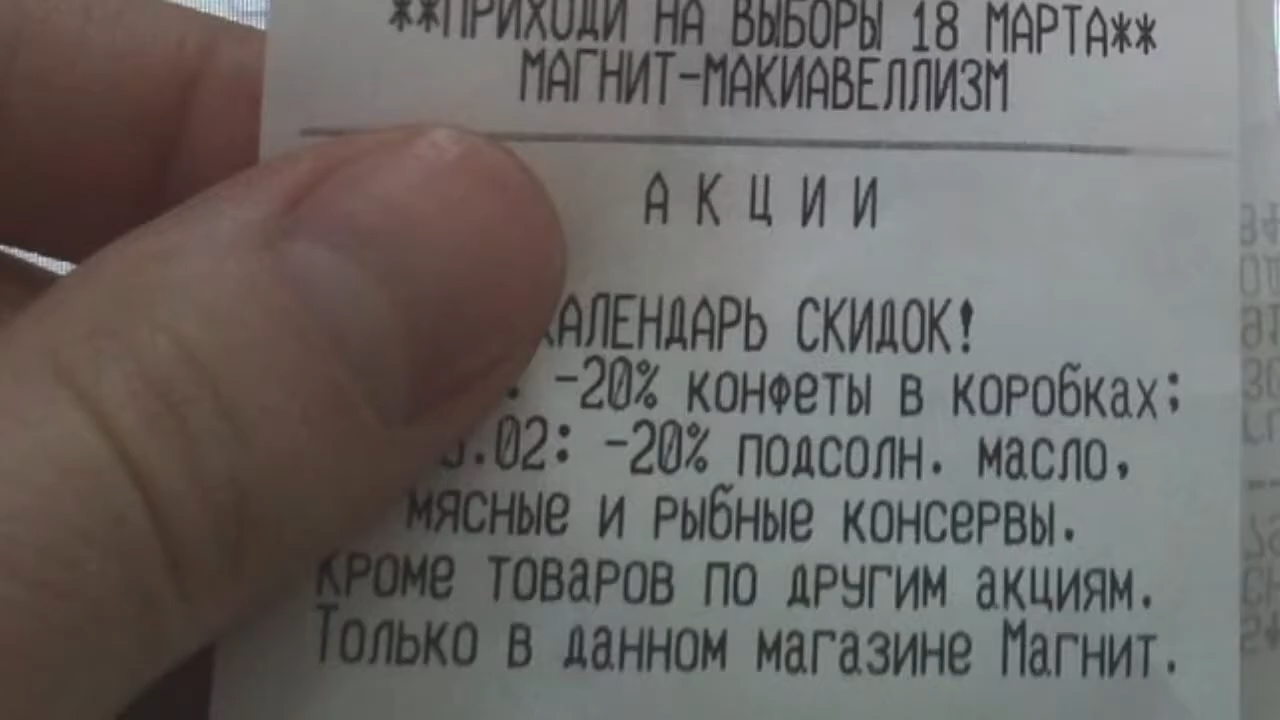 **ПРИХОДИ НА ВЫБОРЫ 18 МАРТА**
МАГНИТ-МАКИАВЕЛЛИЗМ
АКЦИИ
КАЛЕНДАРЬ СКИДОК!
: -20% конфеты в коробках;
.02: -20% подсолн. масло,
мясные и рыбные консервы.
Кроме товаров по другим акциям.
Только в данном магазине Магнит.